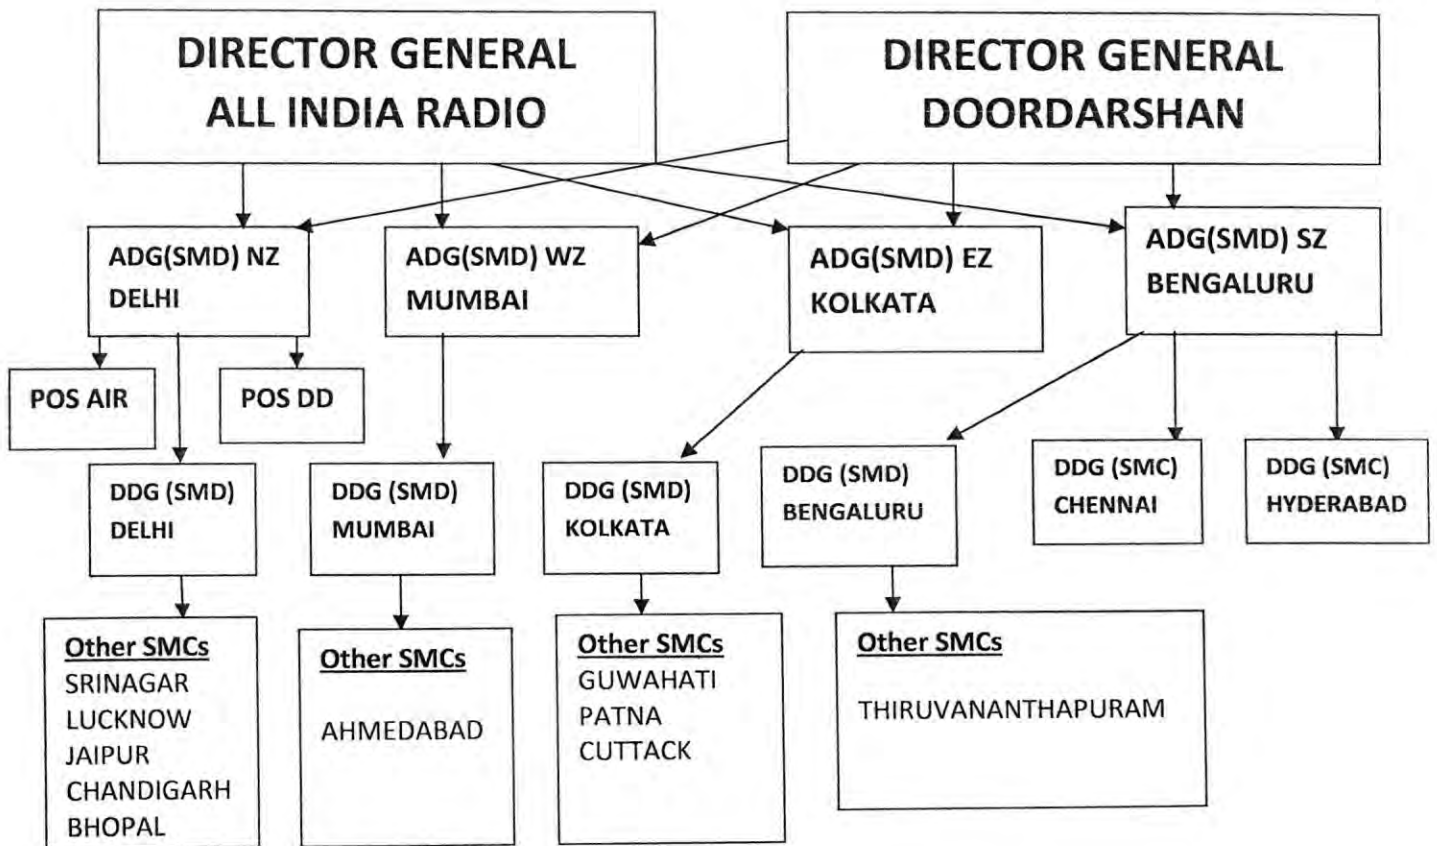 DIRECTOR GENERAL
ALL INDIA RADIO
DIRECTOR GENERAL
DOORDARSHAN
ADG(SMD) NZ
DELHI
ADG(SMD) WZ
MUMBAI
ADG(SMD) EZ
KOLKATA
ADG(SMD) SZ
BENGALURU
POS AIR
POS DD
DDG (SMD)
DELHI
DDG (SMD)
MUMBAI
DDG (SMD)
KOLKATA
DDG (SMD)
BENGALURU
DDG (SMC)
CHENNAI
DDG (SMC)
HYDERABAD
Other SMCs
SRINAGAR
LUCKNOW
JAIPUR
CHANDIGARH
BHOPAL
Other SMCs
AHMEDABAD
Other SMCs
GUWAHATI
PATNA
CUTTACK
Other SMCs
THIRUVANANTHAPURAM